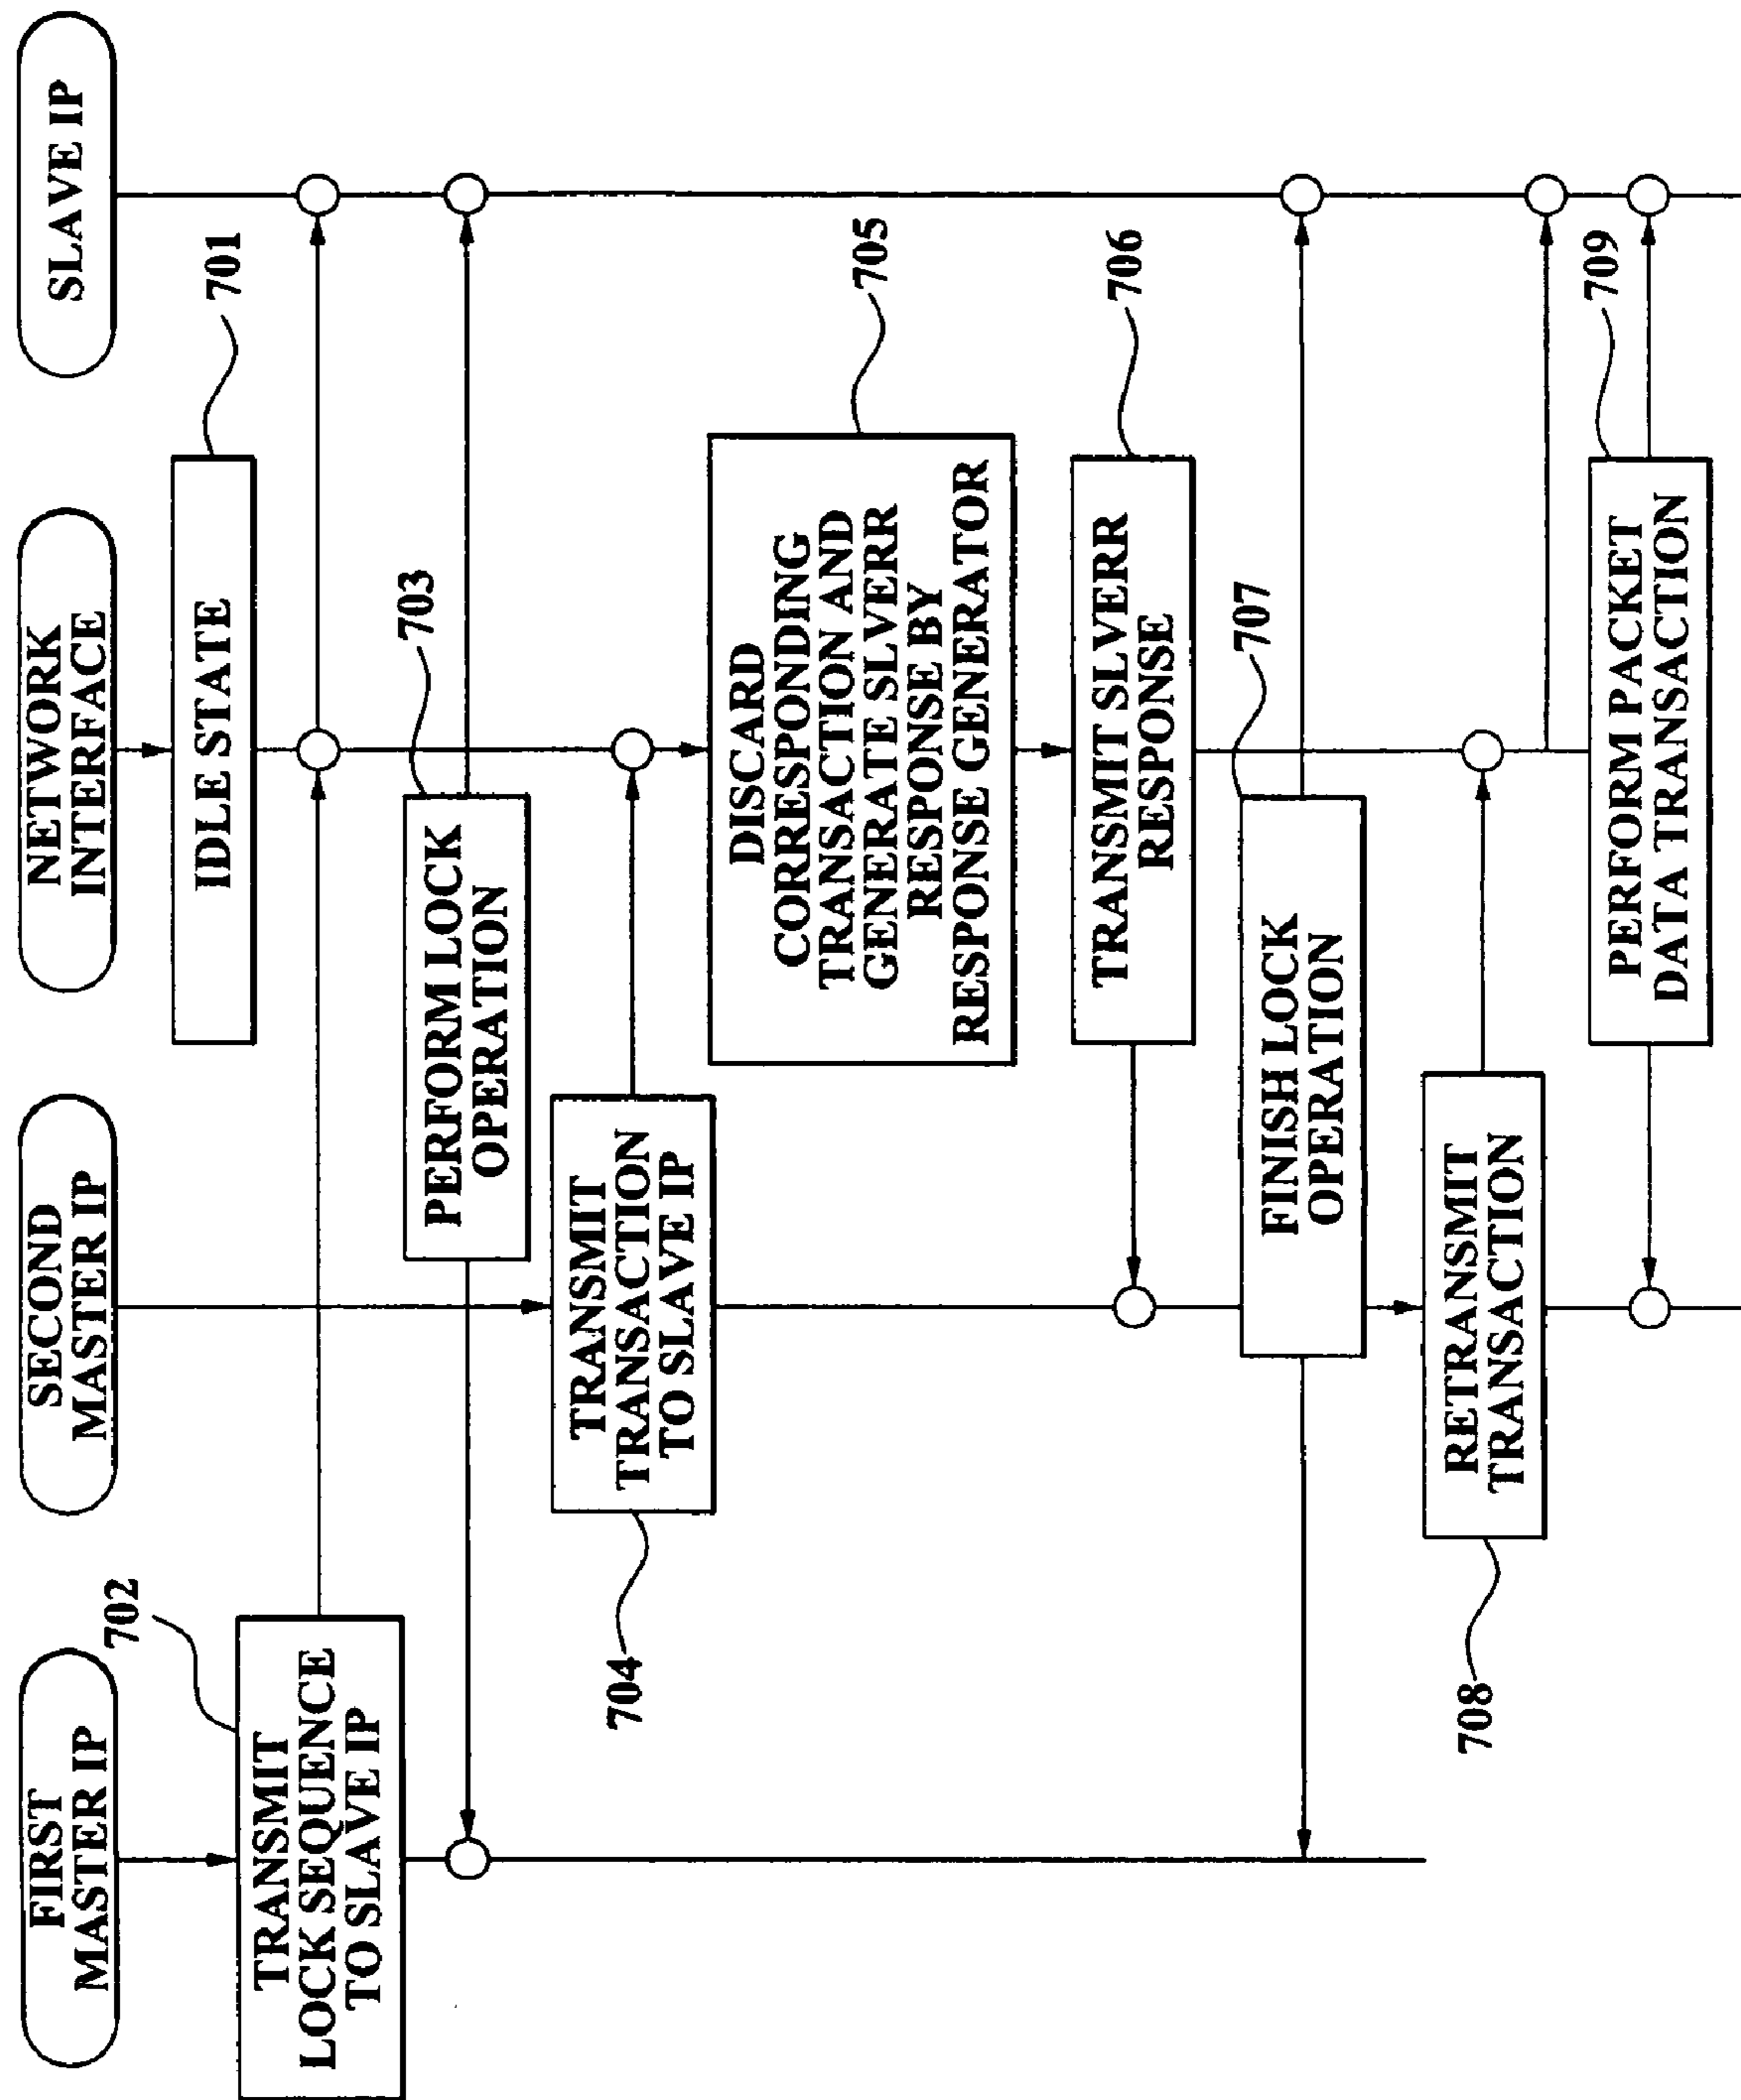 FIRST
MASTER IP
SECOND
MASTER IP
NETWORK
INTERFACE
SLAVE IP
IDLE STATE
701
702
TRANSMIT
LOCK SEQUENCE
TO SLAVE IP
703
PERFORM LOCK
OPERATION
TRANSMIT
TRANSACTION
TO SLAVE IP
704
705
DISCARD
CORRESPONDING
TRANSACTION AND
GENERATE SLVERR
RESPONSE BY
RESPONSE GENERATOR
706
TRANSMIT SLVERR
RESPONSE
707
FINISH LOCK
OPERATION
RETRANSMIT
TRANSACTION
708
709
PERFORM PACKET
DATA TRANSACTION